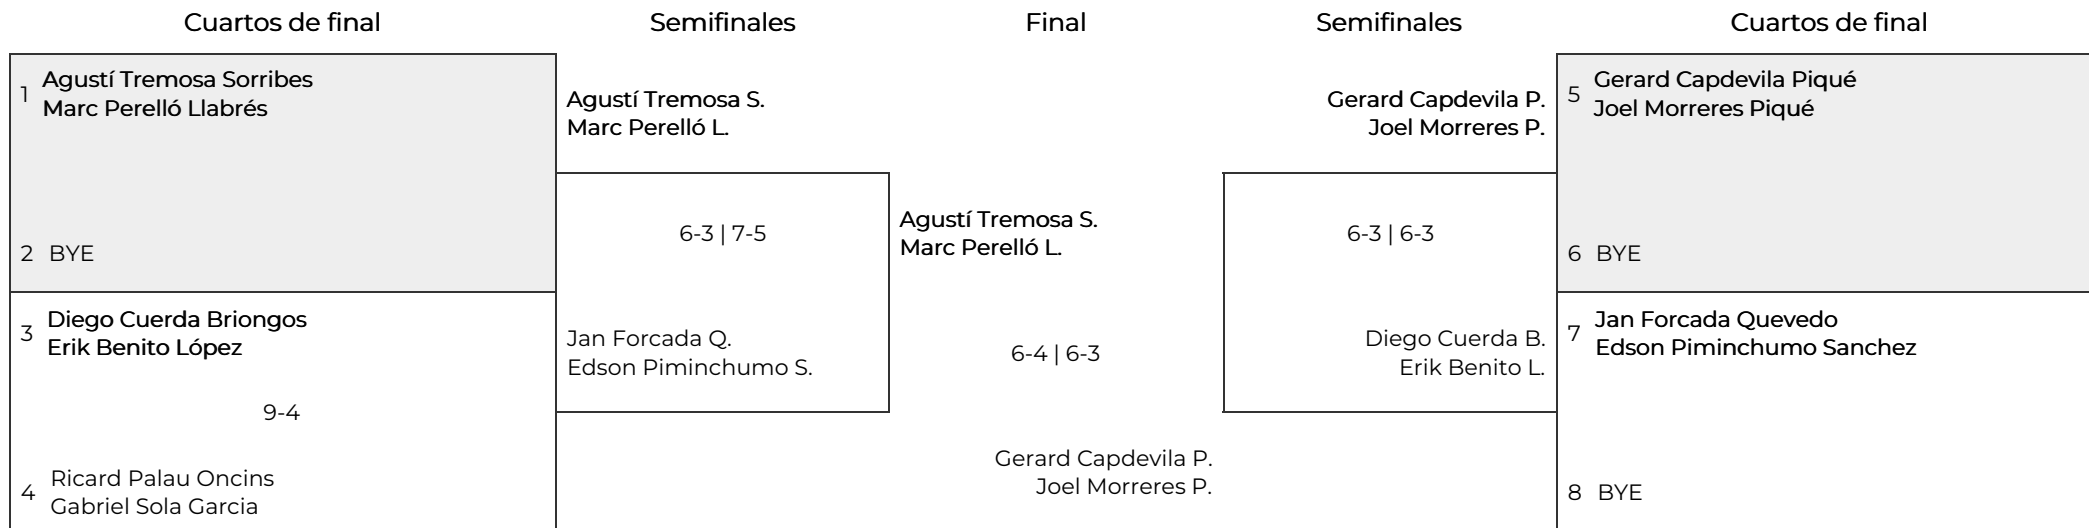 Cuartos de final
Semifinales
Final
Semifinales
Cuartos de final
1 Agustí Tremosa Sorribes
Marc Perelló Llabrés
2 BYE
3 Diego Cuerda Briongos
Erik Benito López
9-4
4 Ricard Palau Oncins
Gabriel Sola Garcia
Agustí Tremosa S.
Marc Perelló L.
6-3 | 7-5
Jan Forcada Q.
Edson Piminchumo S.
Agustí Tremosa S.
Marc Perelló L.
6-4 | 6-3
Gerard Capdevila P.
Joel Morreres P.
Gerard Capdevila P.
Joel Morreres P.
6-3 | 6-3
Diego Cuerda B.
Erik Benito L.
5 Gerard Capdevila Piqué
Joel Morreres Piqué
6 BYE
7 Jan Forcada Quevedo
Edson Piminchumo Sanchez
8 BYE